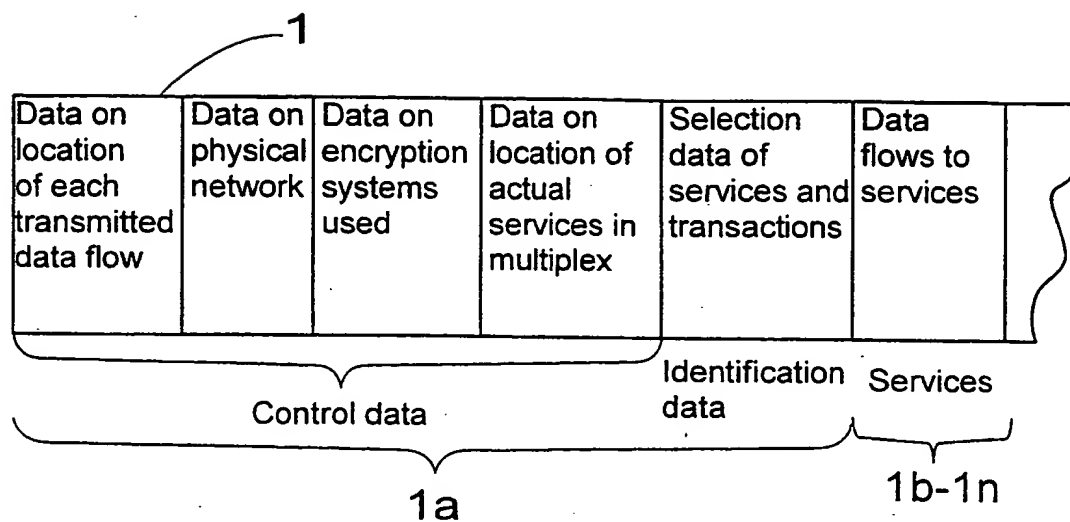 1
Data on
location
of each
transmitted
data flow
Data on
physical
network
Data on
encryption
systems
used
Data on
location of
actual
services in
multiplex
Selection
data of
services and
transactions
Data
flows to
services
Control data
Identification
data
Services
1a
1b-1n